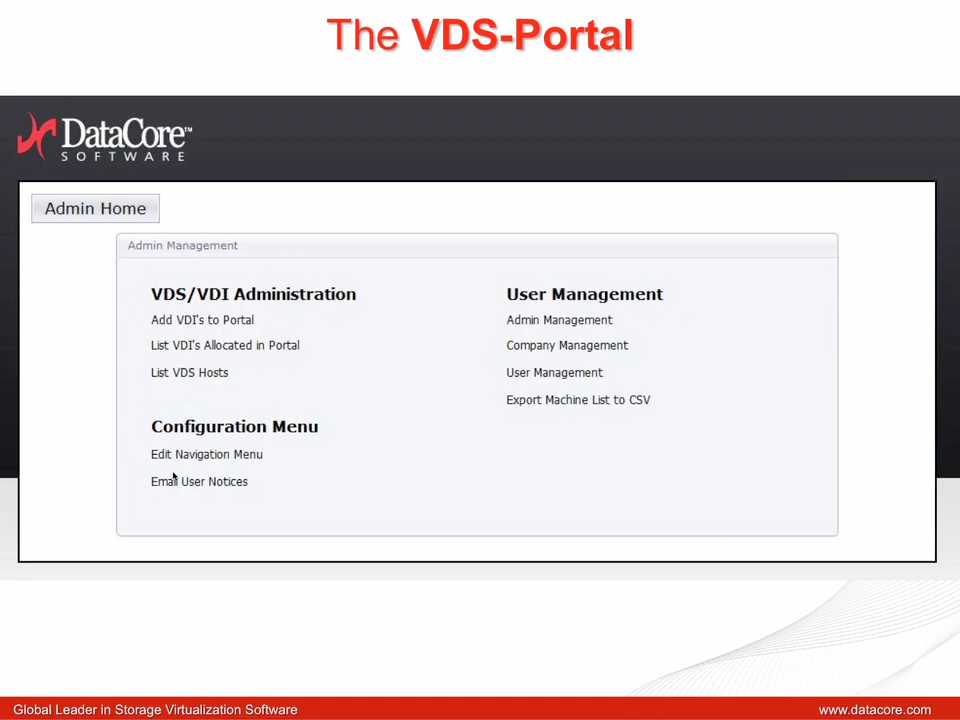 The VDS-Portal
DataCore™
SOFTWARE
Admin Home
Admin Management
VDS/VDI Administration
Add VDI's to Portal
List VDI's Allocated in Portal
List VDS Hosts
Configuration Menu
Edit Navigation Menu
Email User Notices
User Management
Admin Management
Company Management
User Management
Export Machine List to CSV
Global Leader in Storage Virtualization Software
www.datacore.com